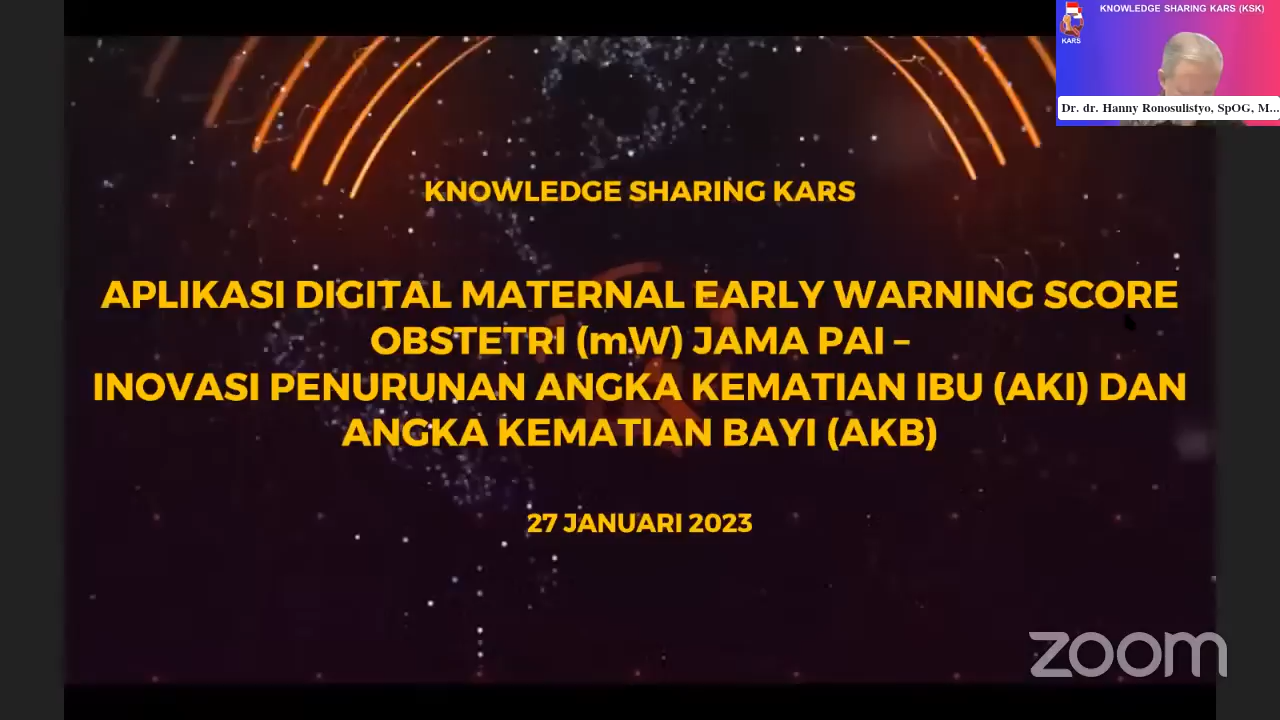 KNOWLEDGE SHARING KARS (KSK)
KARS
Dr. dr. Hanny Ronosulistyo, SpOG, M...
KNOWLEDGE SHARING KARS
APLIKASI DIGITAL MATERNAL EARLY WARNING SCORE
OBSTETRI (mW) JAMA PAI –
INOVASI PENURUNAN ANGKA KEMATIAN IBU (AKI) DAN
ANGKA KEMATIAN BAYI (AKB)
27 JANUARI 2023
zoom